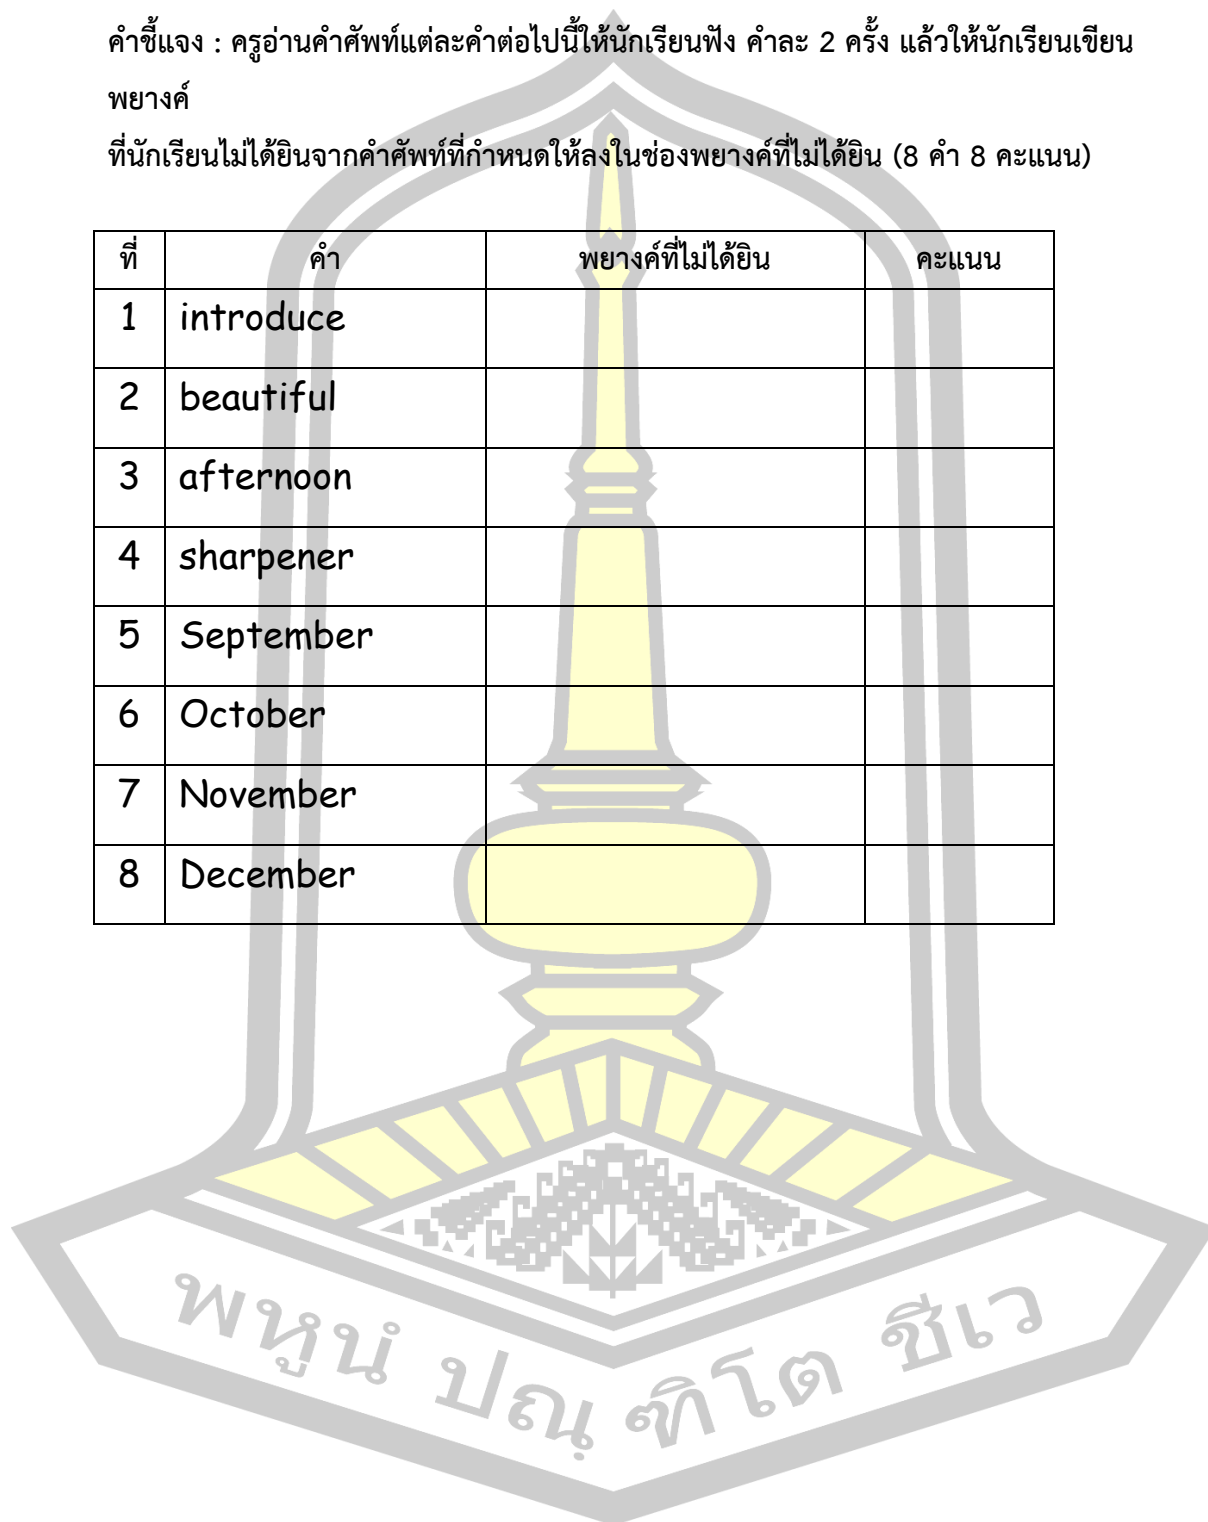 คำชี้แจง : ครูอ่านคำศัพท์แต่ละคำต่อไปนี้ให้นักเรียนฟัง คำละ 2 ครั้ง แล้วให้นักเรียนเขียน
พยางค์
ที่นักเรียนไม่ได้ยินจากคำศัพท์ที่กำหนดให้ลงในช่องพยางค์ที่ไม่ได้ยิน (8 คำ 8 คะแนน)
ที่ คำ พยางค์ที่ไม่ได้ยิน คะแนน
1 introduce
2 beautiful
3 afternoon
4 sharpener
5 September
6 October
7 November
8 December
พหูนํ ปณฺ ฑิโต ชีเว